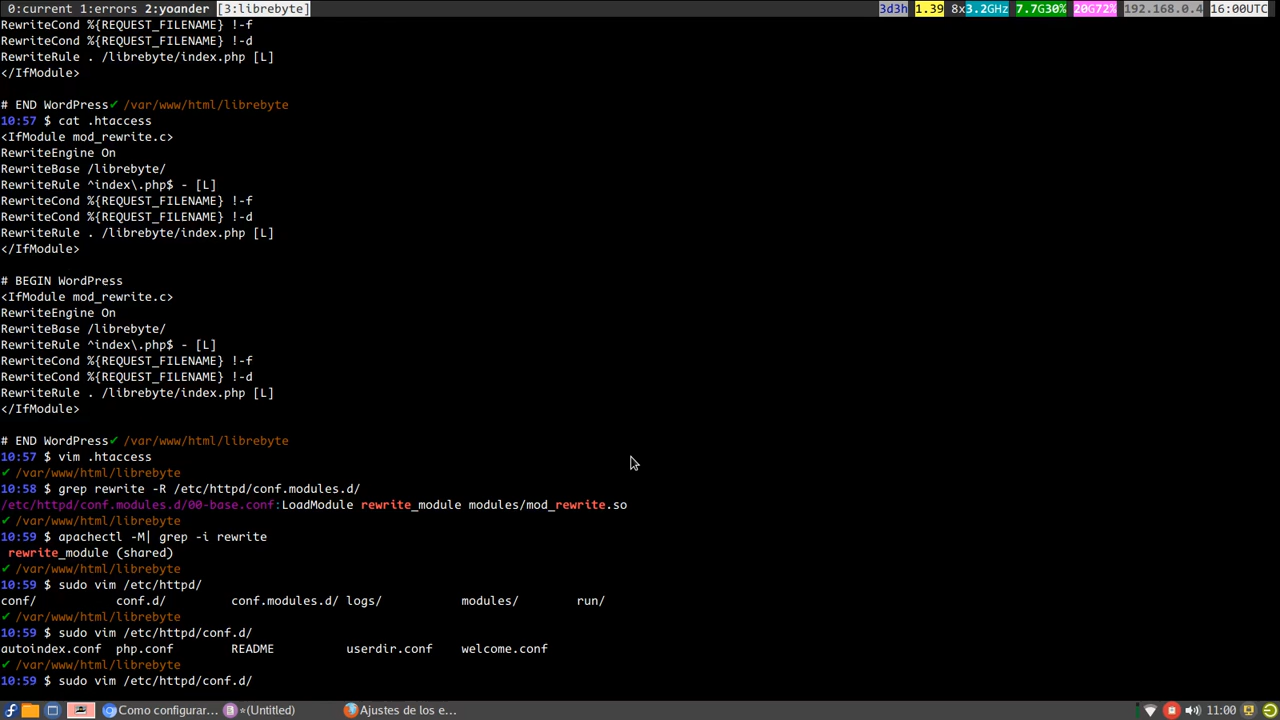 0:current 1:errors 2:yoander [3:librebyte] 3d3h 1.39 8x3.2GHz 7.7G30% 20G72% 192.168.0.4 16:00UTC
RewriteCond %{REQUEST_FILENAME} !-f
RewriteCond %{REQUEST_FILENAME} !-d
RewriteRule . /librebyte/index.php [L]
</IfModule>
# END WordPress✔ /var/www/html/librebyte
10:57 $ cat .htaccess
<IfModule mod_rewrite.c>
RewriteEngine On
RewriteBase /librebyte/
RewriteRule ^index\.php$ - [L]
RewriteCond %{REQUEST_FILENAME} !-f
RewriteCond %{REQUEST_FILENAME} !-d
RewriteRule . /librebyte/index.php [L]
</IfModule>
# BEGIN WordPress
<IfModule mod_rewrite.c>
RewriteEngine On
RewriteBase /librebyte/
RewriteRule ^index\.php$ - [L]
RewriteCond %{REQUEST_FILENAME} !-f
RewriteCond %{REQUEST_FILENAME} !-d
RewriteRule . /librebyte/index.php [L]
</IfModule>
# END WordPress✔ /var/www/html/librebyte
10:57 $ vim .htaccess
✔ /var/www/html/librebyte
10:58 $ grep rewrite -R /etc/httpd/conf.modules.d/
/etc/httpd/conf.modules.d/00-base.conf:LoadModule rewrite_module modules/mod_rewrite.so
✔ /var/www/html/librebyte
10:59 $ apachectl -M| grep -i rewrite
rewrite_module (shared)
✔ /var/www/html/librebyte
10:59 $ sudo vim /etc/httpd/
conf/ conf.d/ conf.modules.d/ logs/ modules/ run/
✔ /var/www/html/librebyte
10:59 $ sudo vim /etc/httpd/conf.d/
autoindex.conf php.conf README userdir.conf welcome.conf
✔ /var/www/html/librebyte
10:59 $ sudo vim /etc/httpd/conf.d/
Como configurar... *(Untitled) Ajustes de los e... 11:00